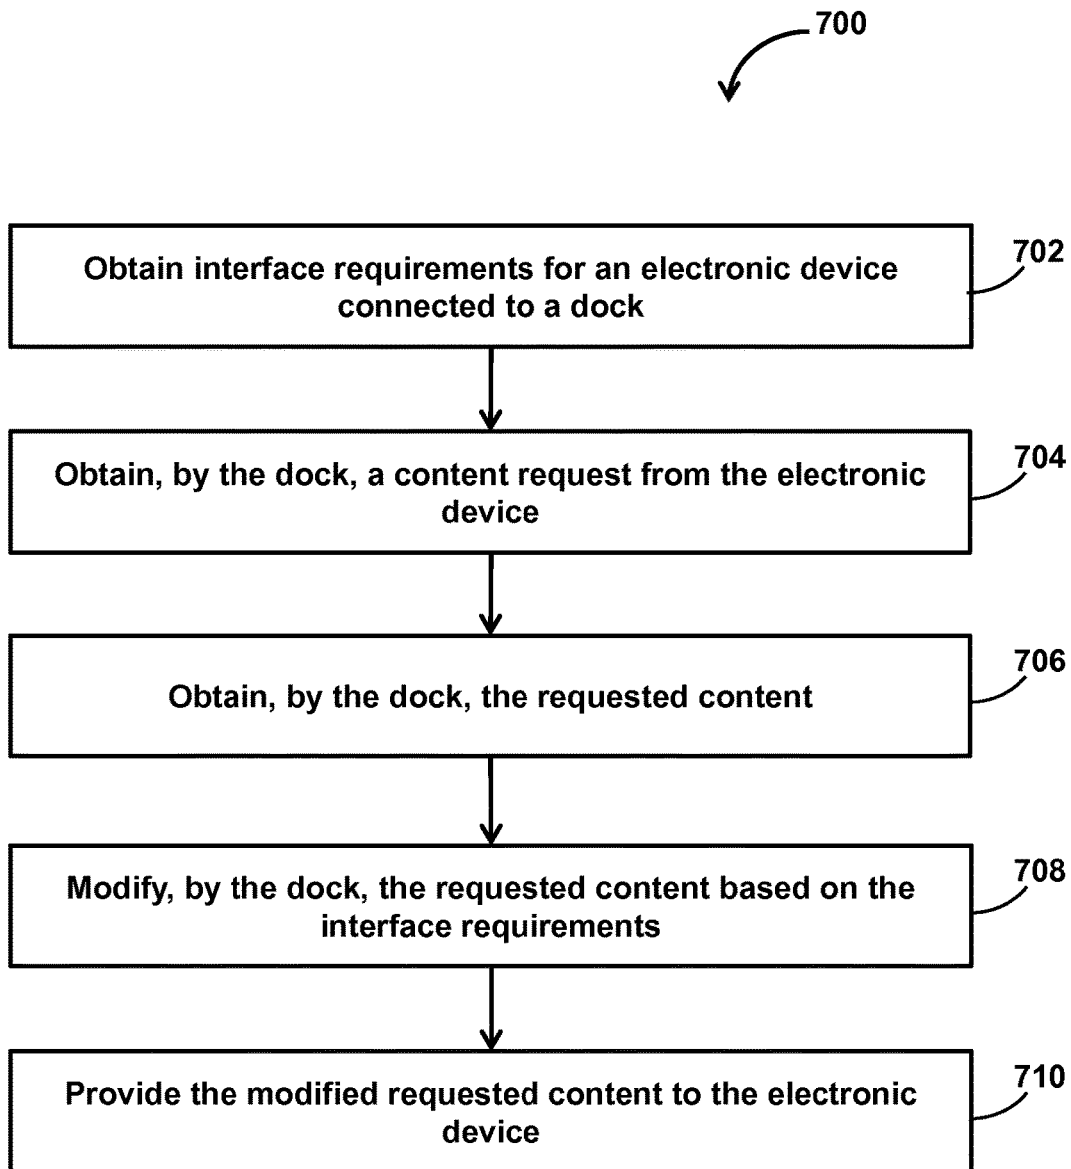 700
Obtain interface requirements for an electronic device
connected to a dock
702
Obtain, by the dock, a content request from the electronic
device
704
Obtain, by the dock, the requested content
706
Modify, by the dock, the requested content based on the
interface requirements
708
Provide the modified requested content to the electronic
device
710